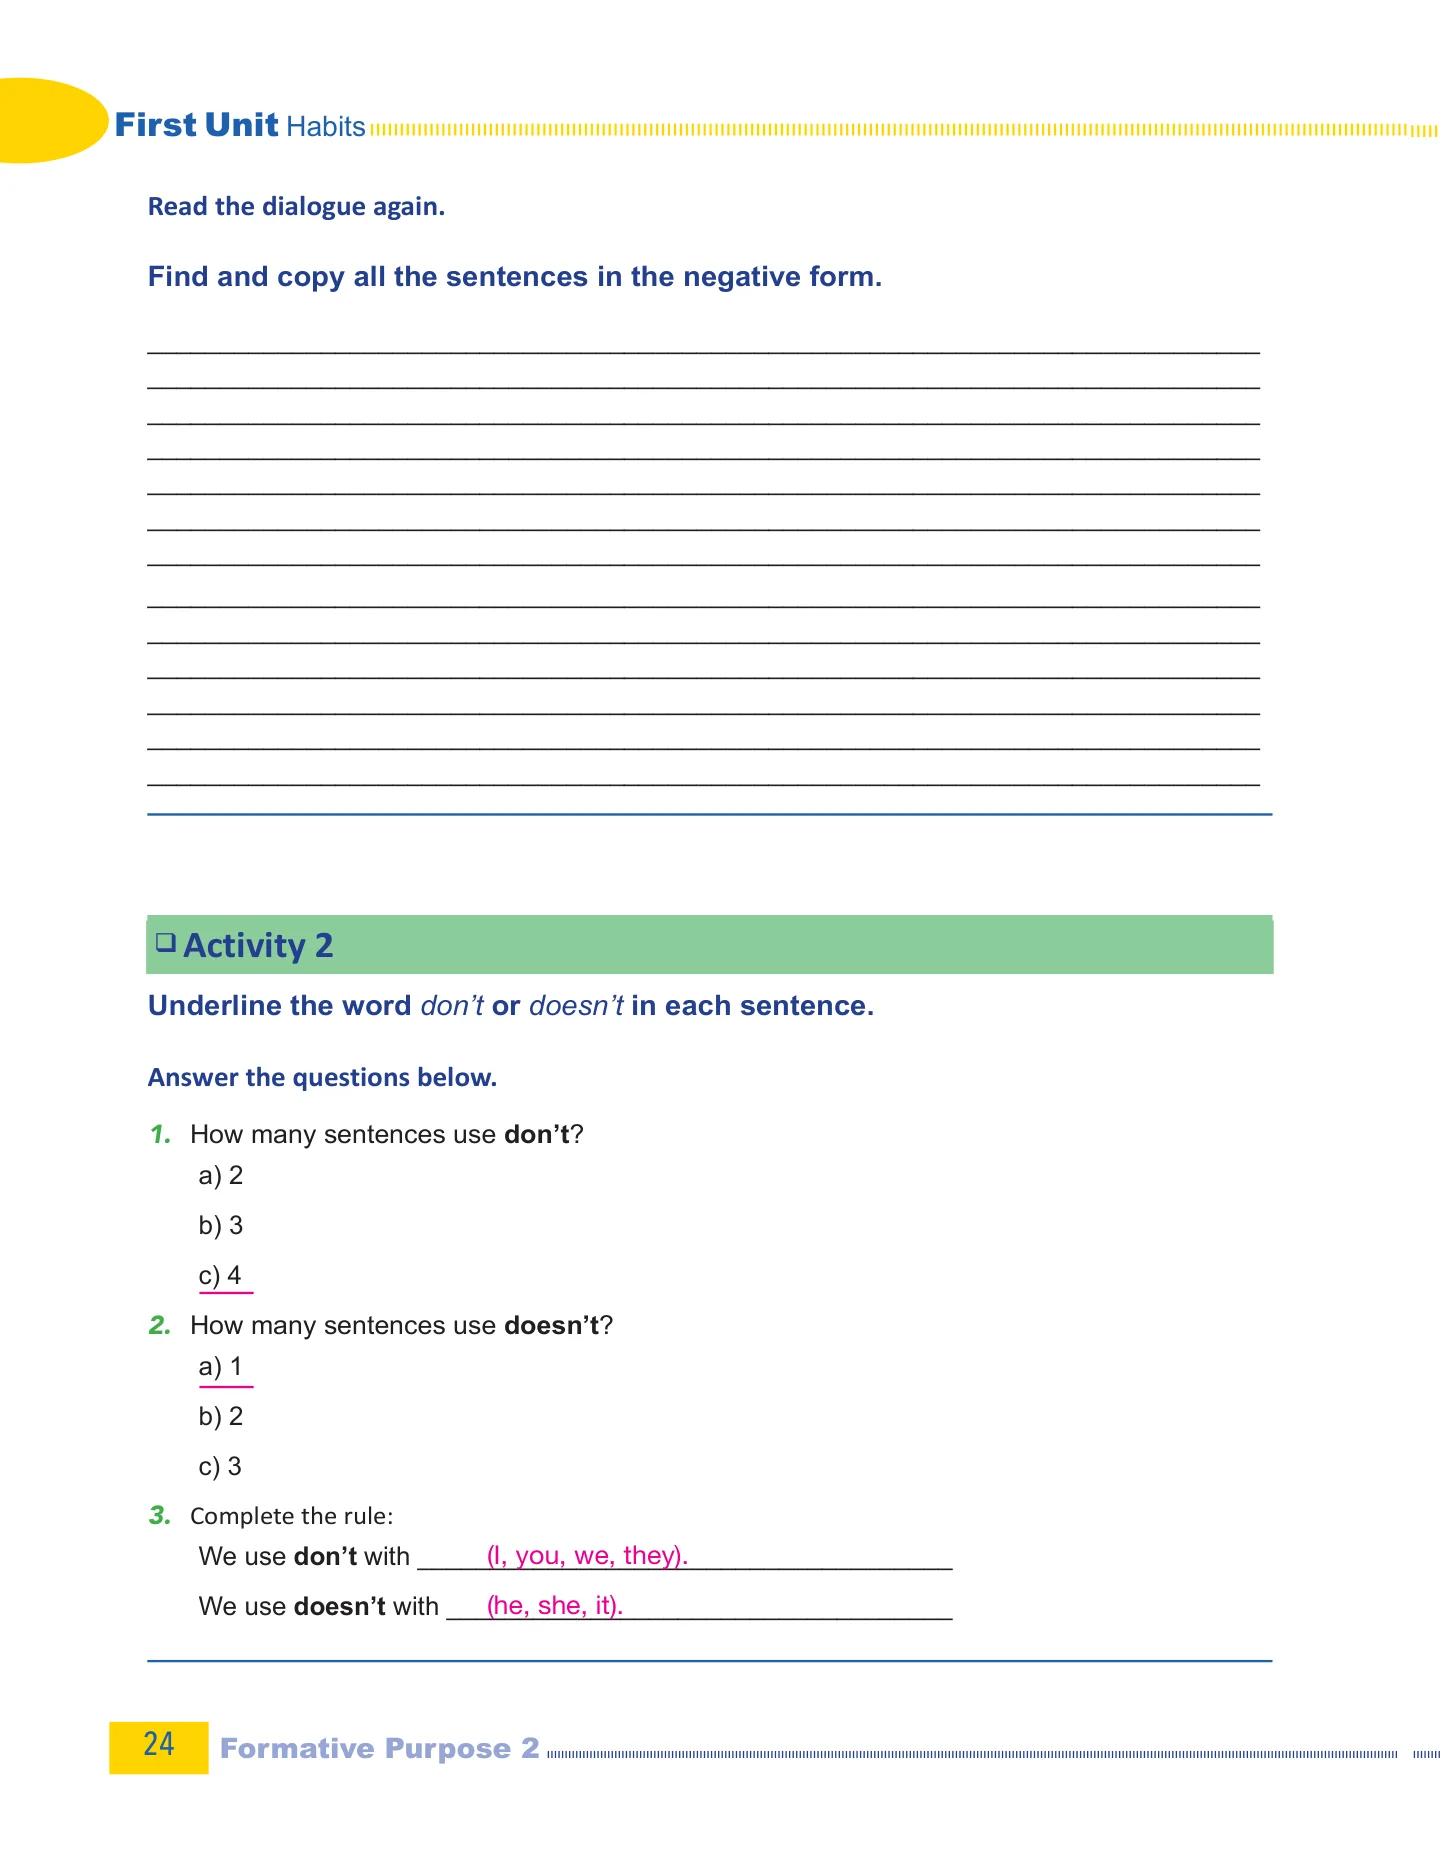 First Unit Habits
Read the dialogue again.
Find and copy all the sentences in the negative form.
❑ Activity 2
Underline the word don’t or doesn’t in each sentence.
Answer the questions below.
1. How many sentences use don’t?
a) 2
b) 3
c) 4
2. How many sentences use doesn’t?
a) 1
b) 2
c) 3
3. Complete the rule:
We use don’t with (I, you, we, they).
We use doesn’t with (he, she, it).
24 Formative Purpose 2